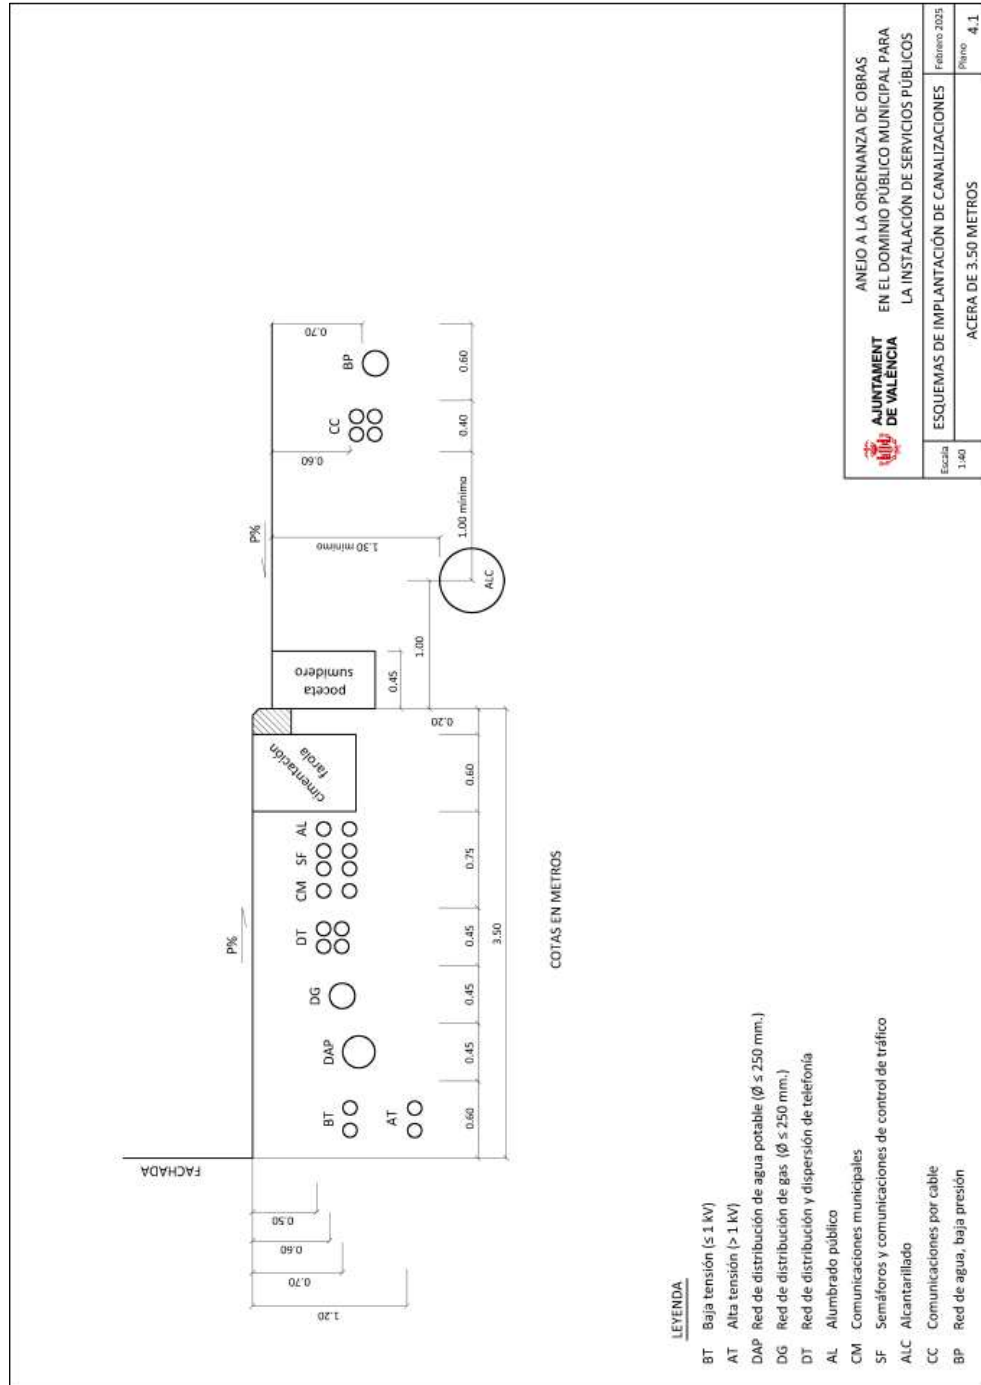 FACHADA
P%
P%
BT
AT
DAP
DG
DT
CM
SF
AL
cimentación
farola
poceta
sumidero
ALC
CC
BP
0.50
0.60
0.70
1.20
0.60
0.70
1.30 mínimo
0.60
0.45
0.45
0.45
0.75
0.60
0.20
3.50
0.45
1.00
1.00 mínimo
0.40
0.60
COTAS EN METROS
LEYENDA
BT Baja tensión (≤ 1 kV)
AT Alta tensión (> 1 kV)
DAP Red de distribución de agua potable (Ø ≤ 250 mm.)
DG Red de distribución de gas (Ø ≤ 250 mm.)
DT Red de distribución y dispersión de telefonía
AL Alumbrado público
CM Comunicaciones municipales
SF Semáforos y comunicaciones de control de tráfico
ALC Alcantarillado
CC Comunicaciones por cable
BP Red de agua, baja presión
AJUNTAMENT
DE VALÈNCIA
ANEJO A LA ORDENANZA DE OBRAS
EN EL DOMINIO PÚBLICO MUNICIPAL PARA
LA INSTALACIÓN DE SERVICIOS PÚBLICOS
Escala
1:40
ESQUEMAS DE IMPLANTACIÓN DE CANALIZACIONES
Febrero 2025
ACERA DE 3.50 METROS
Plano 4.1